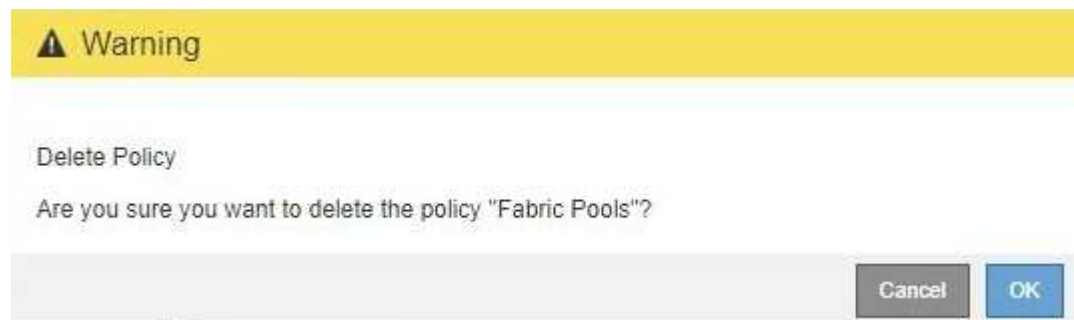 Warning
Delete Policy
Are you sure you want to delete the policy "Fabric Pools"?
Cancel OK